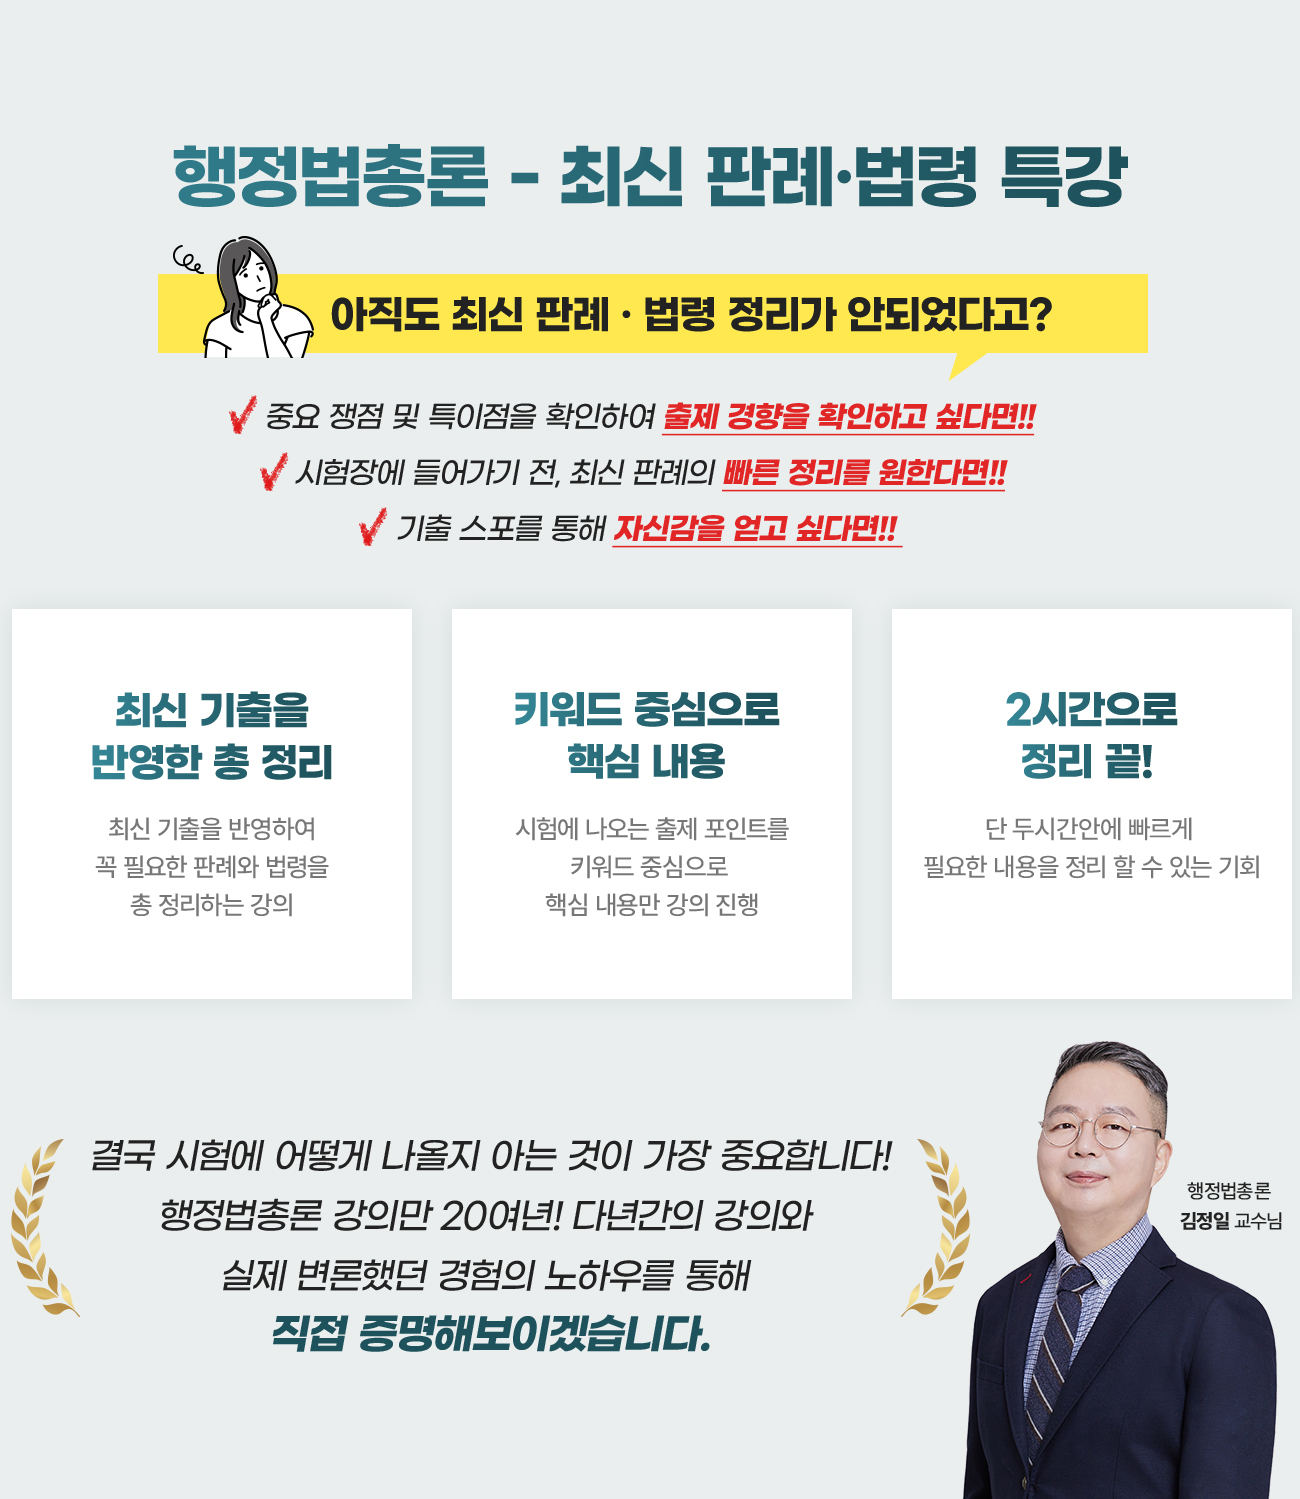 행정법총론 - 최신 판례·법령 특강
아직도 최신 판례 · 법령 정리가 안되었다고?
중요 쟁점 및 특이점을 확인하여 출제 경향을 확인하고 싶다면!!
시험장에 들어가기 전, 최신 판례의 빠른 정리를 원한다면!!
기출 스포를 통해 자신감을 얻고 싶다면!!
최신 기출을
반영한 총 정리
최신 기출을 반영하여
꼭 필요한 판례와 법령을
총 정리하는 강의
키워드 중심으로
핵심 내용
시험에 나오는 출제 포인트를
키워드 중심으로
핵심 내용만 강의 진행
2시간으로
정리 끝!
단 두시간안에 빠르게
필요한 내용을 정리 할 수 있는 기회
결국 시험에 어떻게 나올지 아는 것이 가장 중요합니다!
행정법총론 강의만 20여년! 다년간의 강의와
실제 변론했던 경험의 노하우를 통해
직접 증명해보이겠습니다.
행정법총론
김정일 교수님